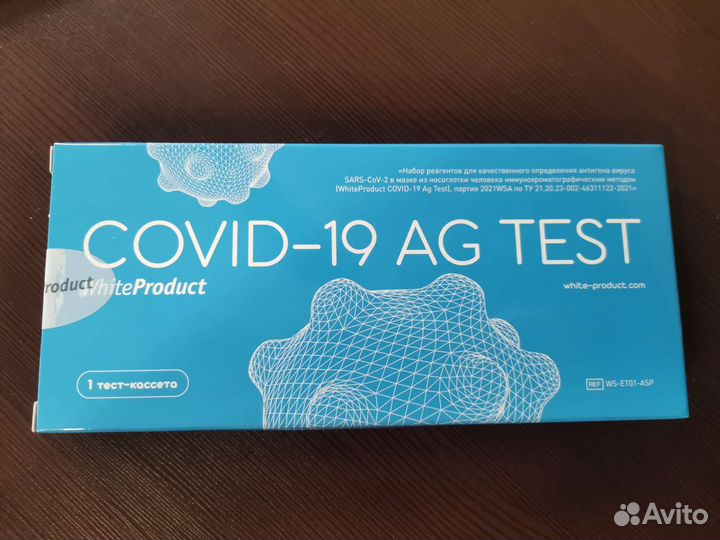 «Набор реагентов для качественного определения антигена вируса
SARS-CoV-2 в мазке из носоглотки человека иммунохроматографическим методом
(WhiteProduct COVID-19 Ag Test), партия 2021WSA по ТУ 21.20.23-002-46311122-2021»
COVID-19 AG TEST
roduct
WhiteProduct
white-product.com
1 тест-кассета
REF WS-ET01-ASP
Avito